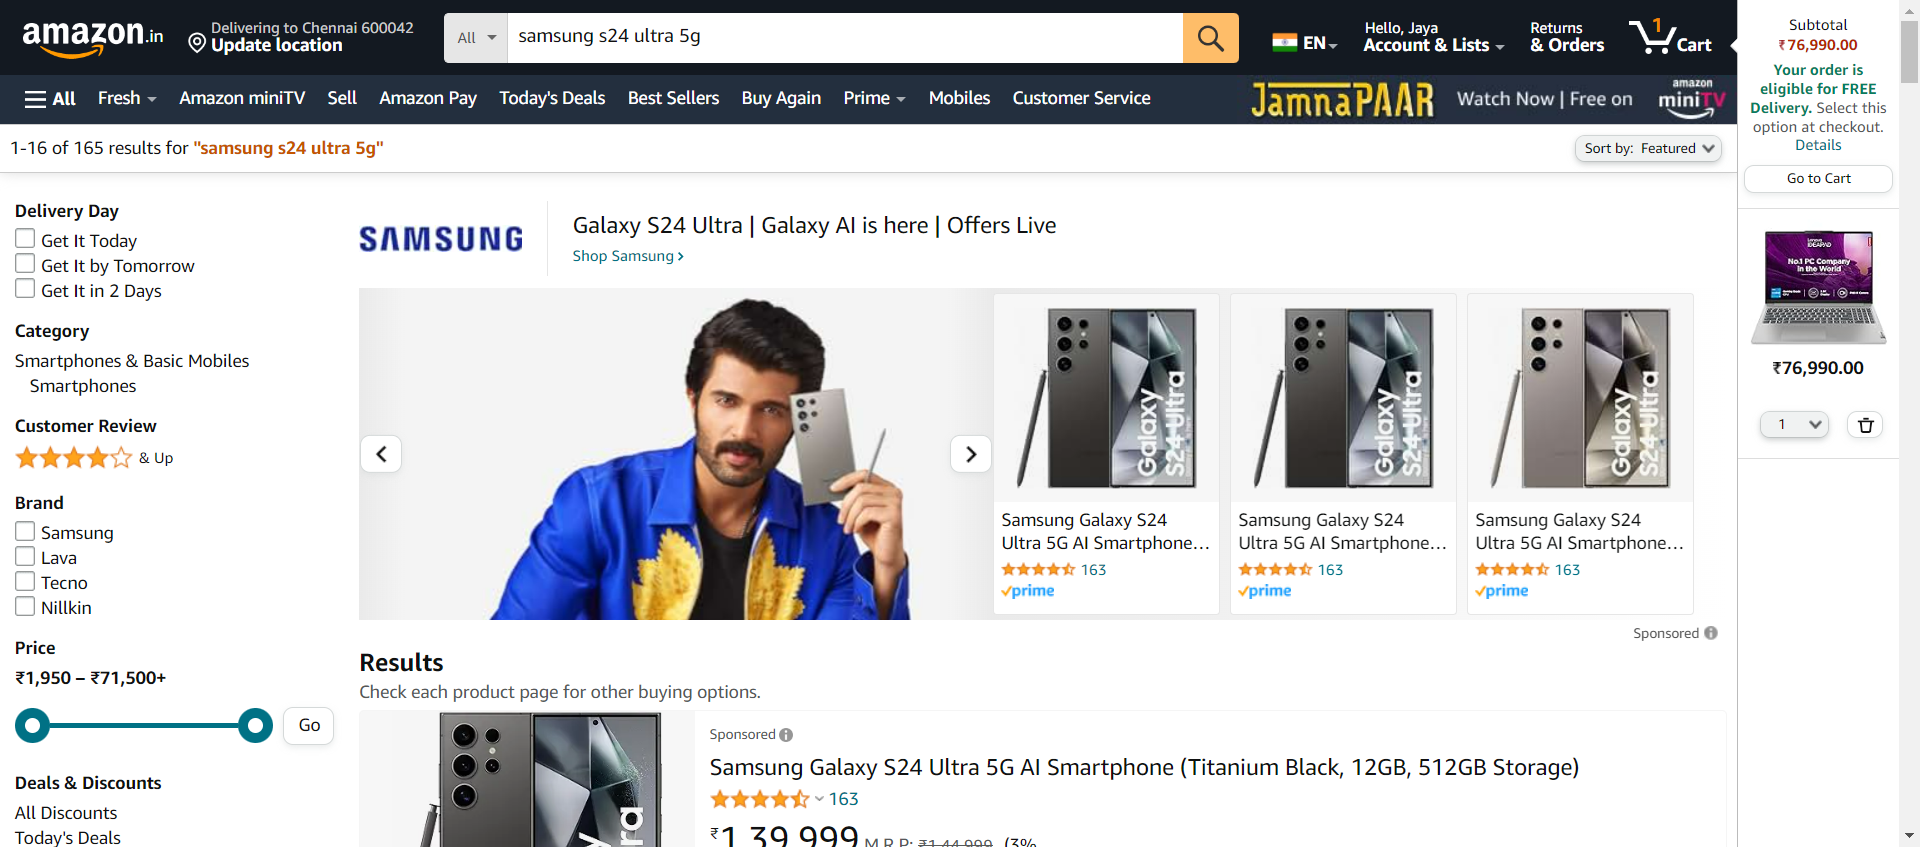 amazon.in
Delivering to Chennai 600042
Update location
All
samsung s24 ultra 5g
EN
Hello, Jaya
Account & Lists
Returns
& Orders
1
Cart
All
Fresh
Amazon miniTV
Sell
Amazon Pay
Today's Deals
Best Sellers
Buy Again
Prime
Mobiles
Customer Service
JamnaPAAR
Watch Now | Free on
amazon
miniTV
1-16 of 165 results for "samsung s24 ultra 5g"
Sort by: Featured
Delivery Day
Get It Today
Get It by Tomorrow
Get It in 2 Days
Category
Smartphones & Basic Mobiles
Smartphones
Customer Review
& Up
Brand
Samsung
Lava
Tecno
Nillkin
Price
₹1,950 – ₹71,500+
Go
Deals & Discounts
All Discounts
Today's Deals
SAMSUNG
Galaxy S24 Ultra | Galaxy AI is here | Offers Live
Shop Samsung ›
Galaxy
S24 Ultra
Samsung Galaxy S24
Ultra 5G AI Smartphone...
163
prime
Galaxy
S24 Ultra
Samsung Galaxy S24
Ultra 5G AI Smartphone...
163
prime
Galaxy
S24 Ultra
Samsung Galaxy S24
Ultra 5G AI Smartphone...
163
prime
Sponsored
Results
Check each product page for other buying options.
Sponsored
Samsung Galaxy S24 Ultra 5G AI Smartphone (Titanium Black, 12GB, 512GB Storage)
163
₹1,39,999 M.R.P: ₹1,44,999 (3%
Subtotal
₹76,990.00
Your order is
eligible for FREE
Delivery. Select this
option at checkout.
Details
Go to Cart
Lenovo
IDEAPAD
No.1 PC Company
in the World
₹76,990.00
1